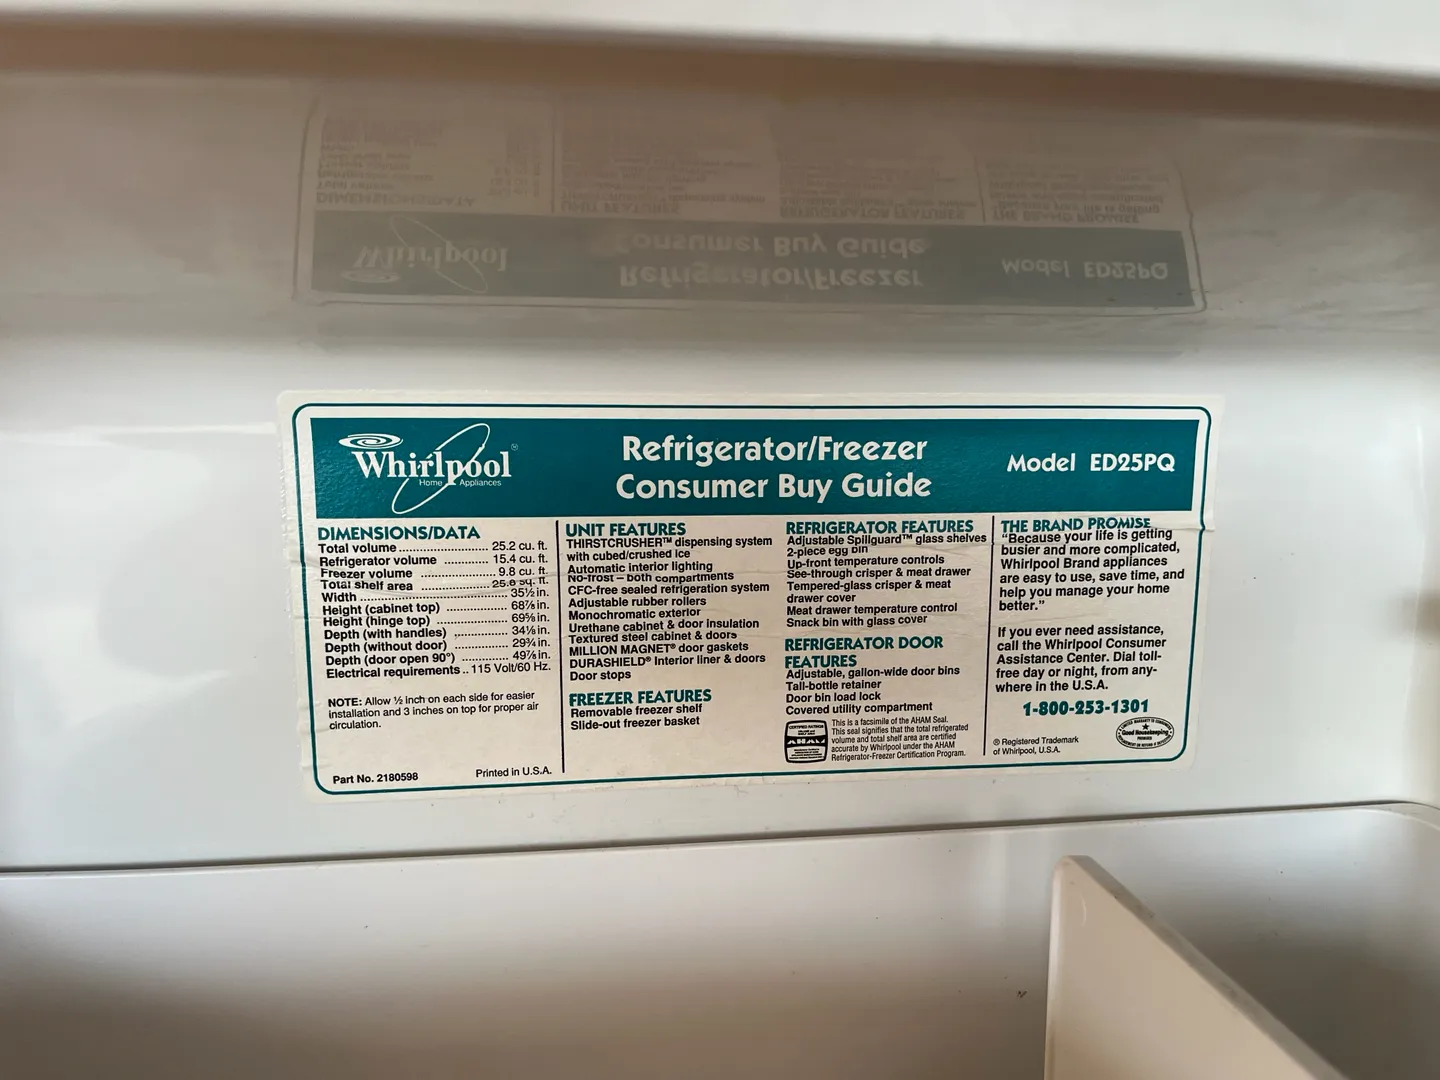 Whirlpool
Home Appliances
Refrigerator/Freezer
Consumer Buy Guide
Model ED25PQ
DIMENSIONS/DATA
Total volume ........................ 25.2 cu. ft.
Refrigerator volume ............ 15.4 cu. ft.
Freezer volume .................... 9.8 cu. ft.
Total shelf area ................... 25.6 sq. ft.
Width ..................................... 35½ in.
Height (cabinet top) ................ 68⅞ in.
Height (hinge top) ................... 69⅝ in.
Depth (with handles) .............. 34⅛ in.
Depth (without door) ............... 29¾ in.
Depth (door open 90°) ............. 49⅞ in.
Electrical requirements .. 115 Volt/60 Hz.
NOTE: Allow ½ inch on each side for easier
installation and 3 inches on top for proper air
circulation.
Part No. 2180598
Printed in U.S.A.
UNIT FEATURES
THIRSTCRUSHER™ dispensing system
with cubed/crushed ice
Automatic interior lighting
No-frost – both compartments
CFC-free sealed refrigeration system
Adjustable rubber rollers
Monochromatic exterior
Urethane cabinet & door insulation
Textured steel cabinet & doors
MILLION MAGNET® door gaskets
DURASHIELD® Interior liner & doors
Door stops
FREEZER FEATURES
Removable freezer shelf
Slide-out freezer basket
REFRIGERATOR FEATURES
Adjustable Spillguard™ glass shelves
2-piece egg bin
Up-front temperature controls
See-through crisper & meat drawer
Tempered-glass crisper & meat
drawer cover
Meat drawer temperature control
Snack bin with glass cover
REFRIGERATOR DOOR
FEATURES
Adjustable, gallon-wide door bins
Tall-bottle retainer
Door bin load lock
Covered utility compartment
This is a facsimile of the AHAM Seal.
This seal signifies that the total refrigerated
volume and total shelf area are certified
accurate by Whirlpool under the AHAM
Refrigerator-Freezer Certification Program.
THE BRAND PROMISE
"Because your life is getting
busier and more complicated,
Whirlpool Brand appliances
are easy to use, save time, and
help you manage your home
better."
If you ever need assistance,
call the Whirlpool Consumer
Assistance Center. Dial toll-
free day or night, from any-
where in the U.S.A.
1-800-253-1301
® Registered Trademark
of Whirlpool, U.S.A.
Good Housekeeping